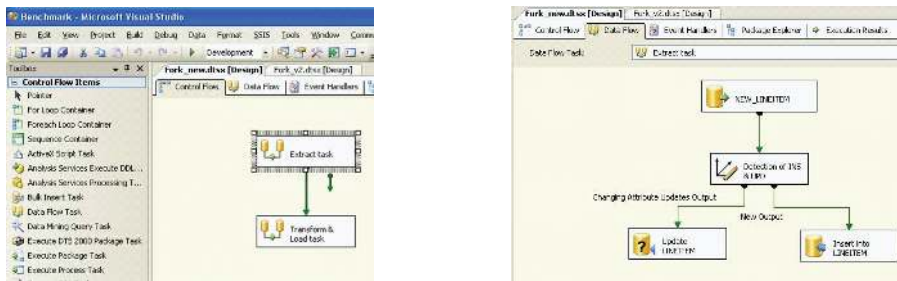 Benchmark - Microsoft Visual Studio
File Edit View Project Build Debug Data Format SSIS Tools Window
Development
Toolbox
Control Flow Items
Pointer
For Loop Container
Foreach Loop Container
Sequence Container
ActiveX Script Task
Analysis Services Execute DDL...
Analysis Services Processing T...
Bulk Insert Task
Data Flow Task
Data Mining Query Task
Execute DTS 2000 Package Task
Execute Package Task
Execute Process Task
Fork_new.dtsx [Design] Fork_v2.dtsx [Design]
Control Flow Data Flow Event Handlers
Extract task
Transform &
Load task
Fork_new.dtsx [Design] Fork_v2.dtsx [Design]
Control Flow Data Flow Event Handlers Package Explorer Execution Results
Data Flow Task: Extract task
NEW_LINEITEM
Detection of INS
& UPD
Changing Attribute Updates Output
New Output
Update
LINEITEM
Insert into
LINEITEM